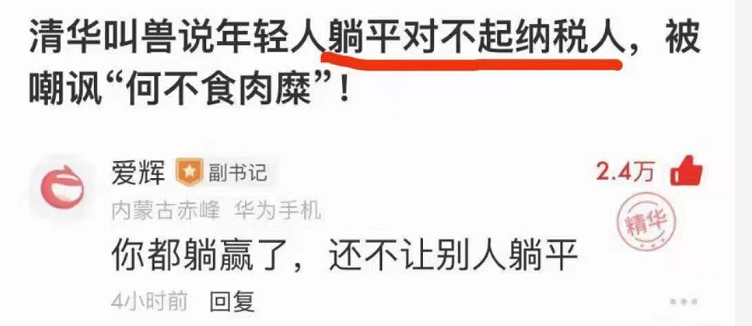 清华叫兽说年轻人躺平对不起纳税人，被
嘲讽“何不食肉糜”！
爱辉 副书记
2.4万
内蒙古赤峰 华为手机
精华
你都躺赢了，还不让别人躺平
4小时前 回复